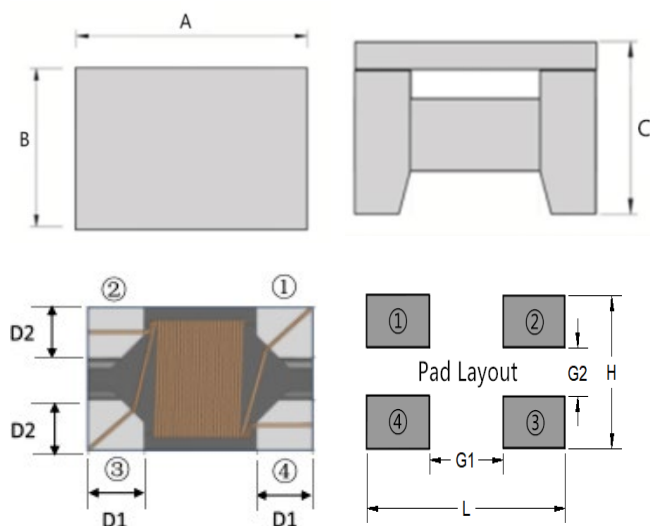 A
B
C
② ①
D2
D2
③ ④
D1 D1
① ②
Pad Layout
G2
H
④ ③
G1
L